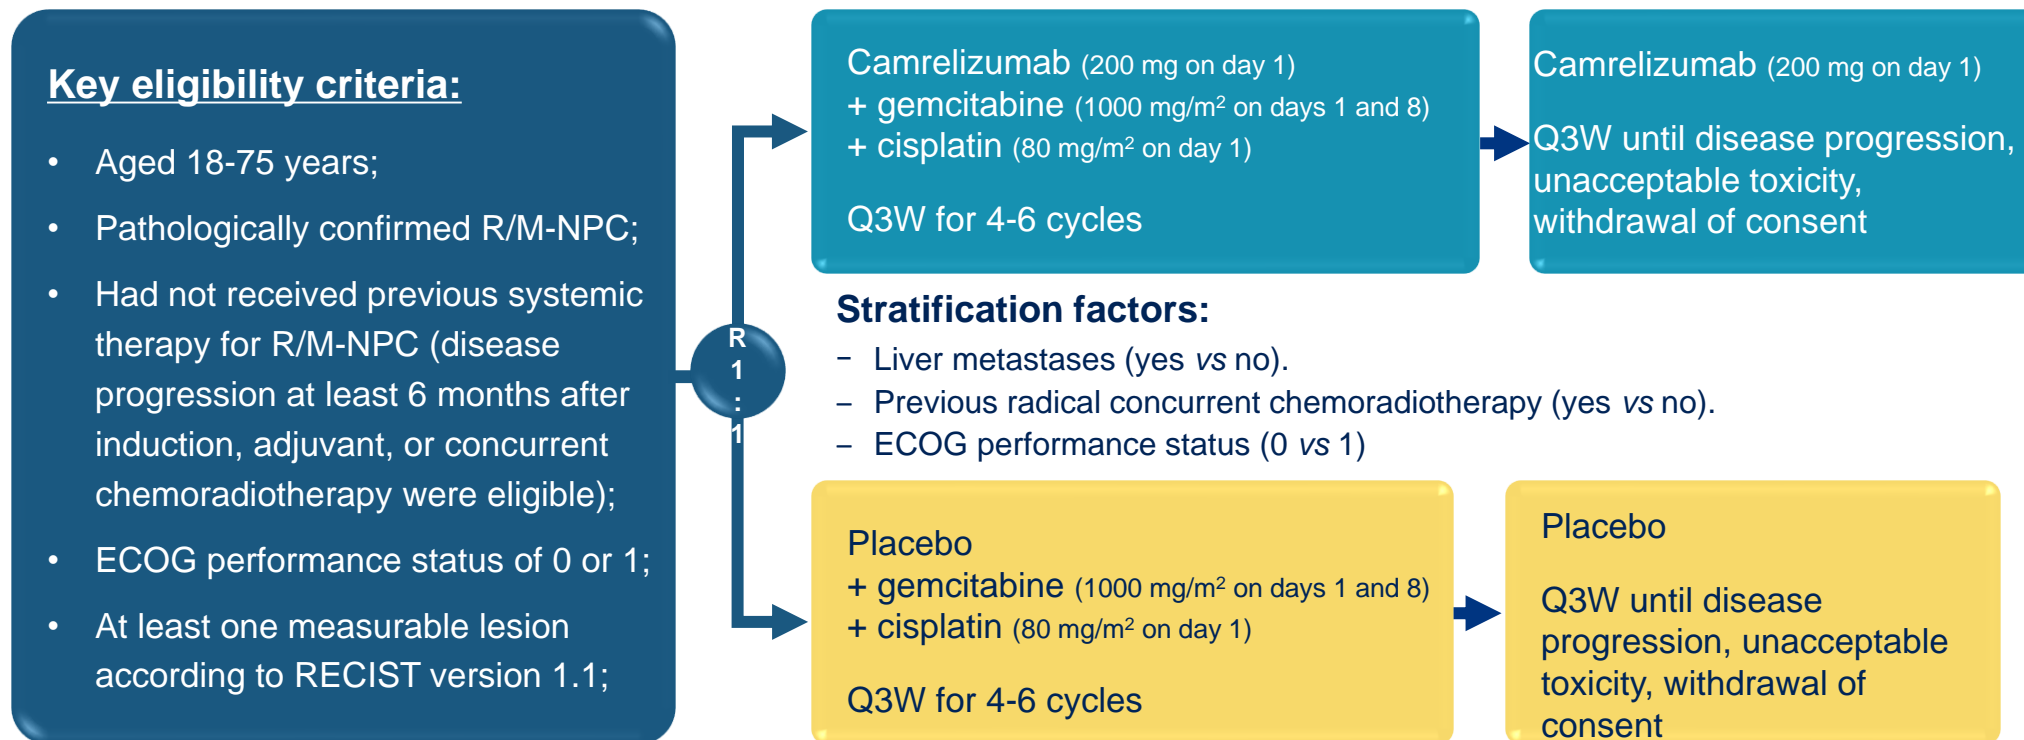 Key eligibility criteria:
• Aged 18-75 years;
• Pathologically confirmed R/M-NPC;
• Had not received previous systemic
therapy for R/M-NPC (disease
progression at least 6 months after
induction, adjuvant, or concurrent
chemoradiotherapy were eligible);
• ECOG performance status of 0 or 1;
• At least one measurable lesion
according to RECIST version 1.1;
R
1
:
1
Camrelizumab (200 mg on day 1)
+ gemcitabine (1000 mg/m² on days 1 and 8)
+ cisplatin (80 mg/m² on day 1)
Q3W for 4-6 cycles
Camrelizumab (200 mg on day 1)
Q3W until disease progression,
unacceptable toxicity,
withdrawal of consent
Stratification factors:
− Liver metastases (yes vs no).
− Previous radical concurrent chemoradiotherapy (yes vs no).
− ECOG performance status (0 vs 1)
Placebo
+ gemcitabine (1000 mg/m² on days 1 and 8)
+ cisplatin (80 mg/m² on day 1)
Q3W for 4-6 cycles
Placebo
Q3W until disease
progression, unacceptable
toxicity, withdrawal of
consent